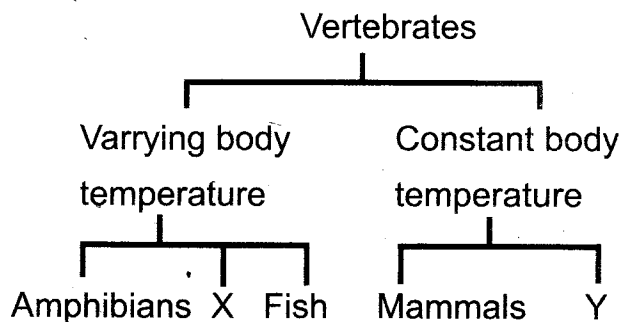 Vertebrates
Varrying body
temperature
Constant body
temperature
Amphibians X Fish Mammals Y